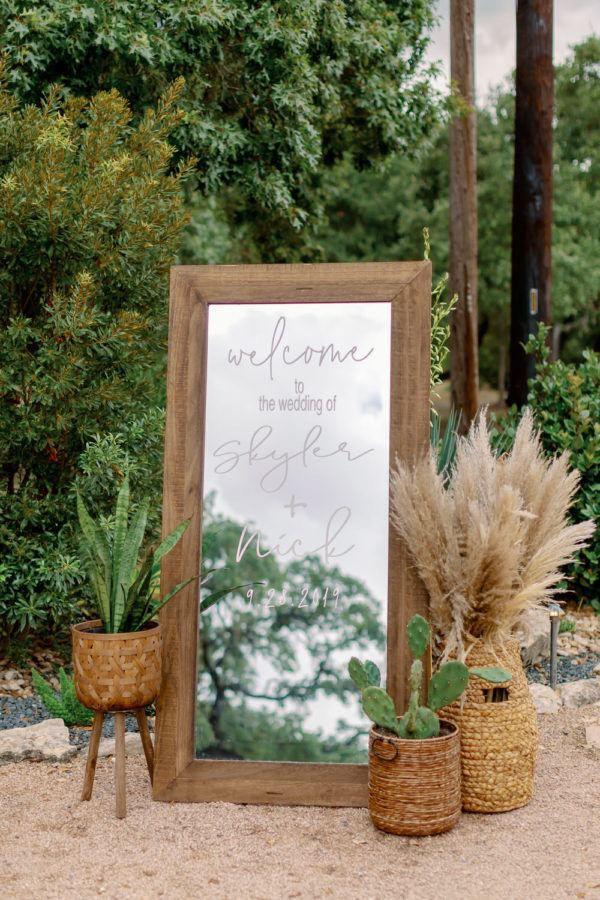 welcome
to
the wedding of
Skyler
+
Nick
9.28.2019